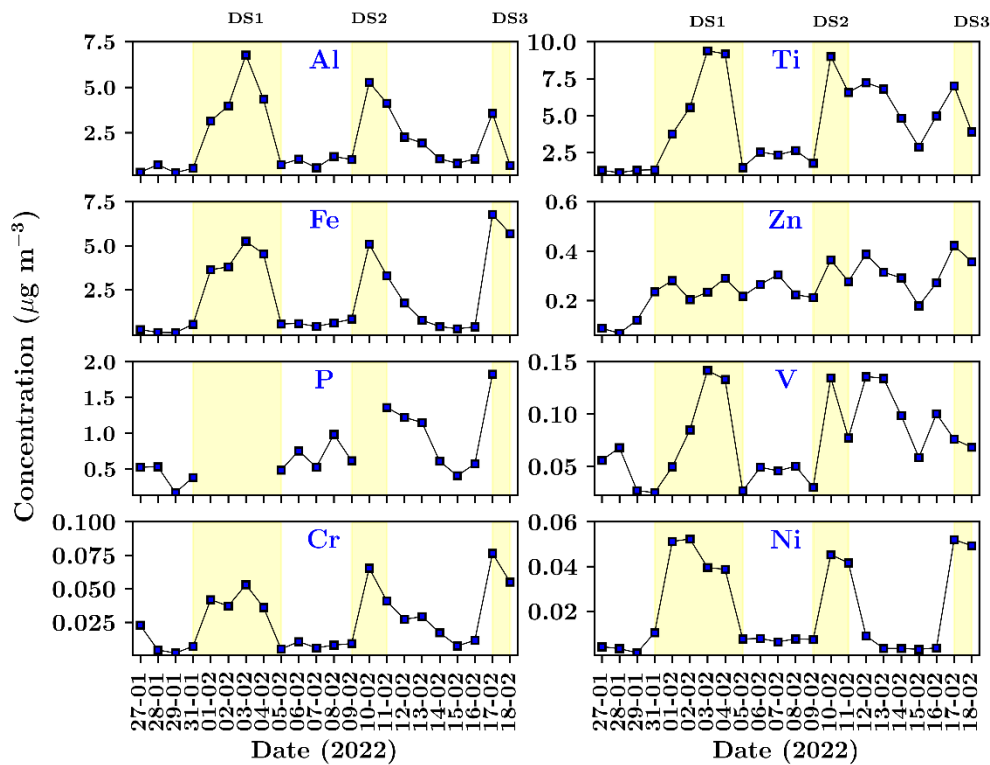 DS1 DS2 DS3 DS1 DS2 DS3
Concentration (μg m⁻³)
Al
7.5
5.0
2.5
Ti
10.0
7.5
5.0
2.5
Fe
7.5
5.0
2.5
Zn
0.6
0.4
0.2
P
2.0
1.5
1.0
0.5
V
0.15
0.10
0.05
Cr
0.100
0.075
0.050
0.025
Ni
0.06
0.04
0.02
27-01 28-01 29-01 31-01 01-02 02-02 03-02 04-02 05-02 06-02 07-02 08-02 09-02 10-02 11-02 12-02 13-02 14-02 15-02 16-02 17-02 18-02
27-01 28-01 29-01 31-01 01-02 02-02 03-02 04-02 05-02 06-02 07-02 08-02 09-02 10-02 11-02 12-02 13-02 14-02 15-02 16-02 17-02 18-02
Date (2022) Date (2022)